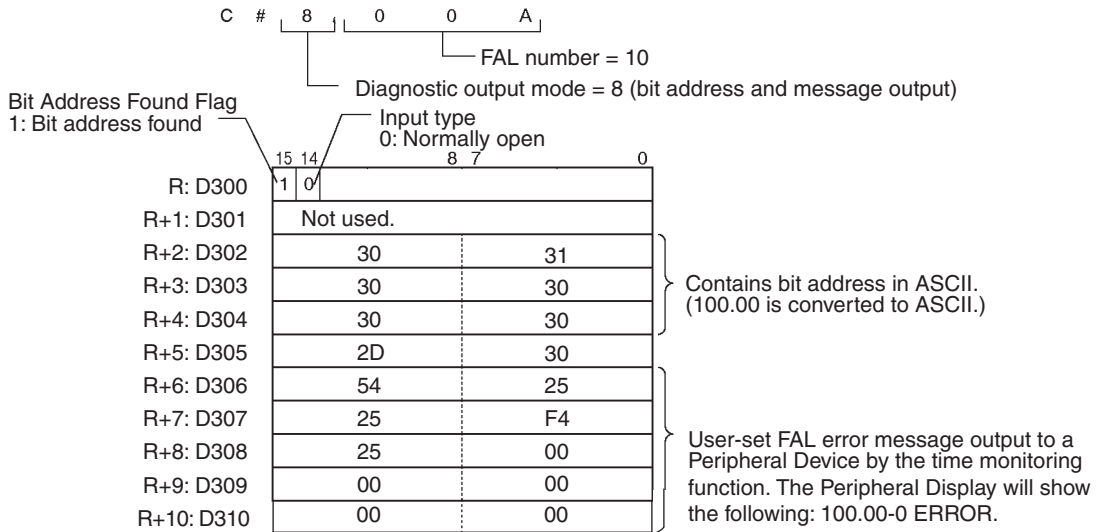 C # 8 , 0 0 A
FAL number = 10
Diagnostic output mode = 8 (bit address and message output)
Bit Address Found Flag
1: Bit address found
Input type
0: Normally open
15 14 8 7 0
R: D300 1 0
R+1: D301 Not used.
R+2: D302 30 31
R+3: D303 30 30
R+4: D304 30 30
R+5: D305 2D 30
R+6: D306 54 25
R+7: D307 25 F4
R+8: D308 25 00
R+9: D309 00 00
R+10: D310 00 00
Contains bit address in ASCII.
(100.00 is converted to ASCII.)
User-set FAL error message output to a
Peripheral Device by the time monitoring
function. The Peripheral Display will show
the following: 100.00-0 ERROR.